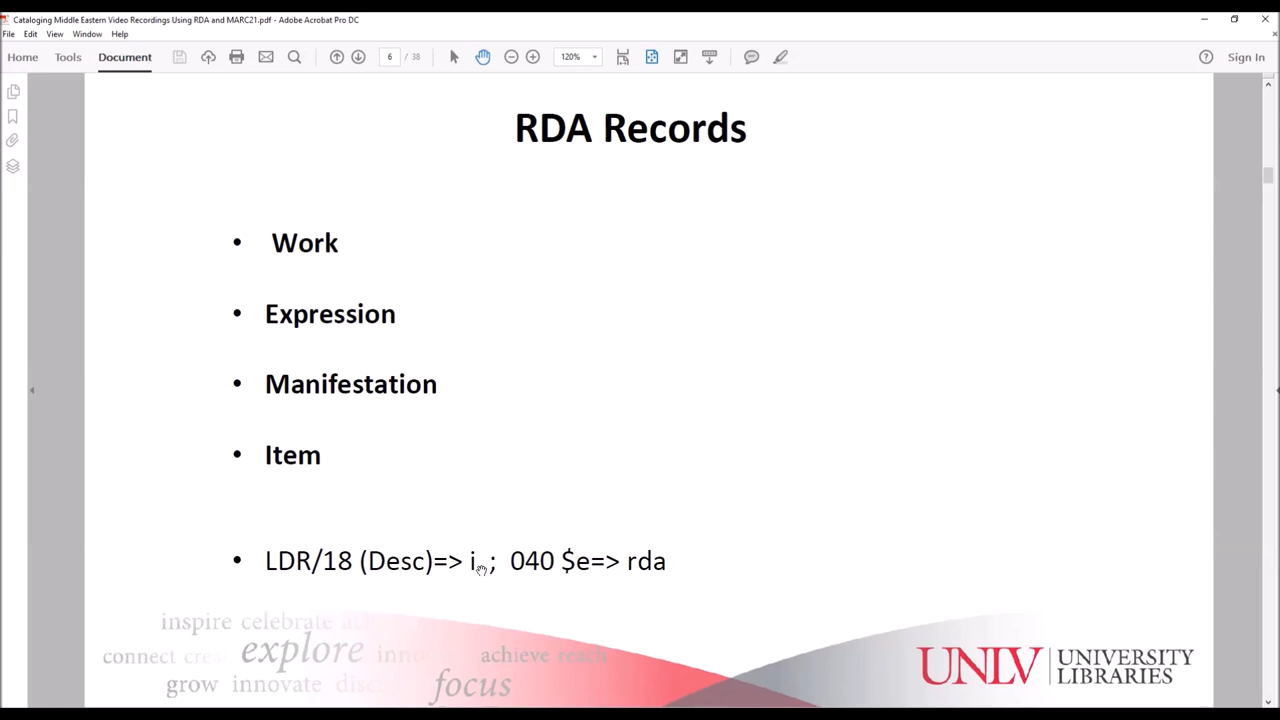 Cataloging Middle Eastern Video Recordings Using RDA and MARC21.pdf - Adobe Acrobat Pro DC
File Edit View Window Help
Home Tools Document 6 / 38 120% Sign In
RDA Records
• Work
• Expression
• Manifestation
• Item
• LDR/18 (Desc)=> i ; 040 $e=> rda
inspire celebrate
explore
connect
achieve reach
grow innovate
focus
UNLV UNIVERSITY
LIBRARIES